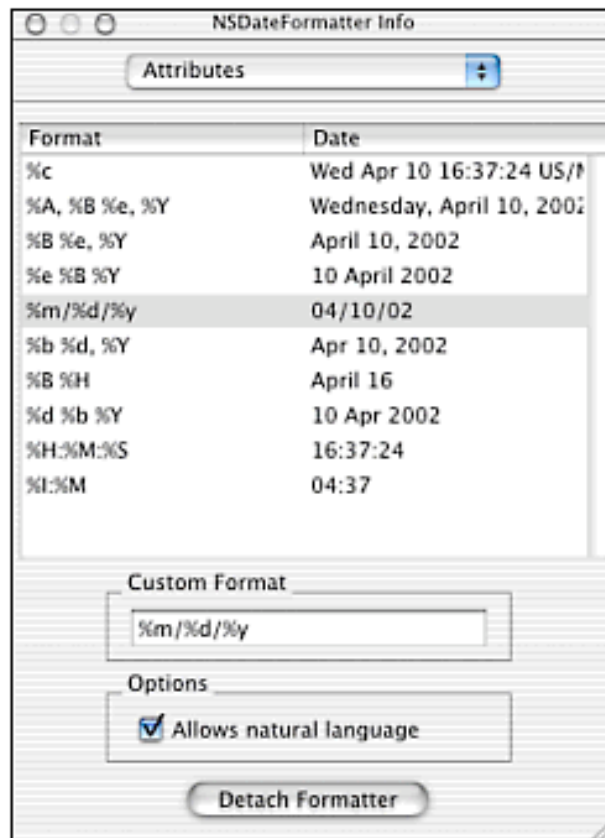 NSDateFormatter Info
Attributes
Format Date
%c Wed Apr 10 16:37:24 US/
%A, %B %e, %Y Wednesday, April 10, 2002
%B %e, %Y April 10, 2002
%e %B %Y 10 April 2002
%m/%d/%y 04/10/02
%b %d, %Y Apr 10, 2002
%B %H April 16
%d %b %Y 10 Apr 2002
%H:%M:%S 16:37:24
%I:%M 04:37
Custom Format
%m/%d/%y
Options
Allows natural language
Detach Formatter